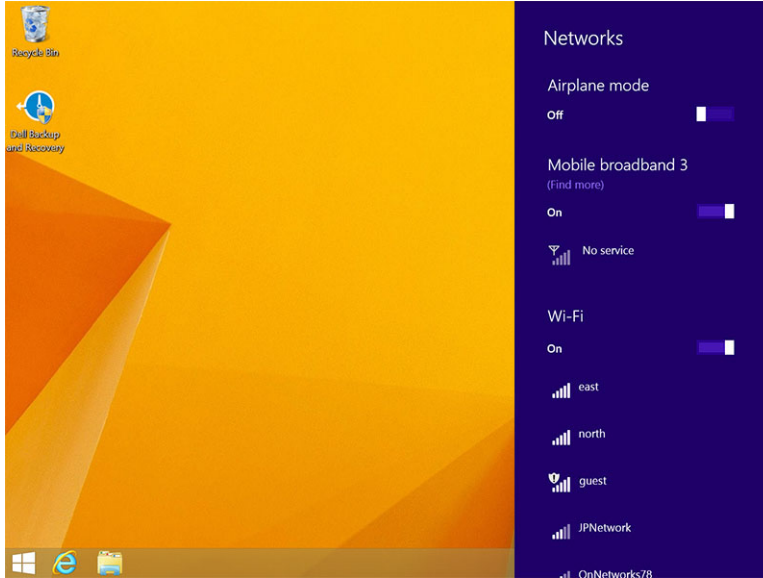 Recycle Bin
Dell Backup
and Recovery
Networks
Airplane mode
Off
Mobile broadband 3
(Find more)
On
No service
Wi-Fi
On
east
north
guest
JPNetwork
OnNetworks78